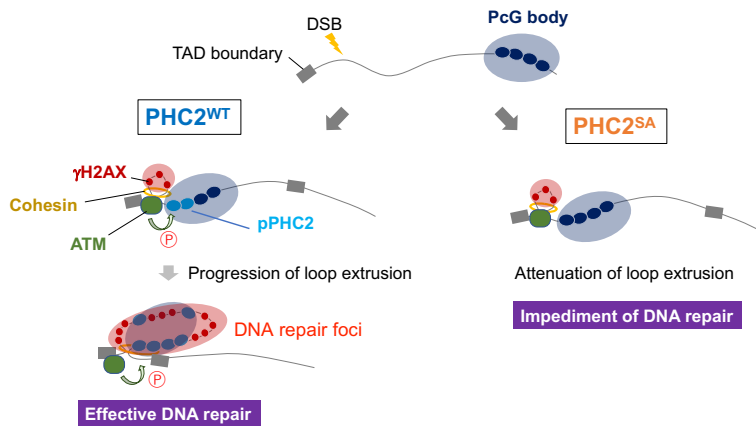 DSB
PcG body
TAD boundary
PHC2WT
PHC2SA
γH2AX
Cohesin
pPHC2
ATM
P
Progression of loop extrusion
Attenuation of loop extrusion
Impediment of DNA repair
DNA repair foci
P
Effective DNA repair